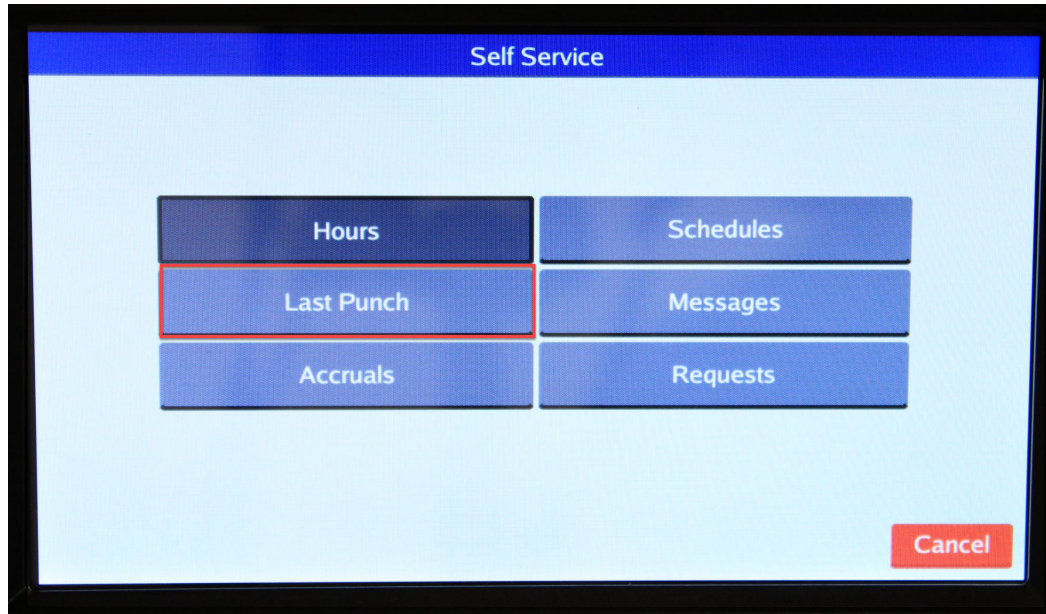 Self Service
Hours
Schedules
Last Punch
Messages
Accruals
Requests
Cancel